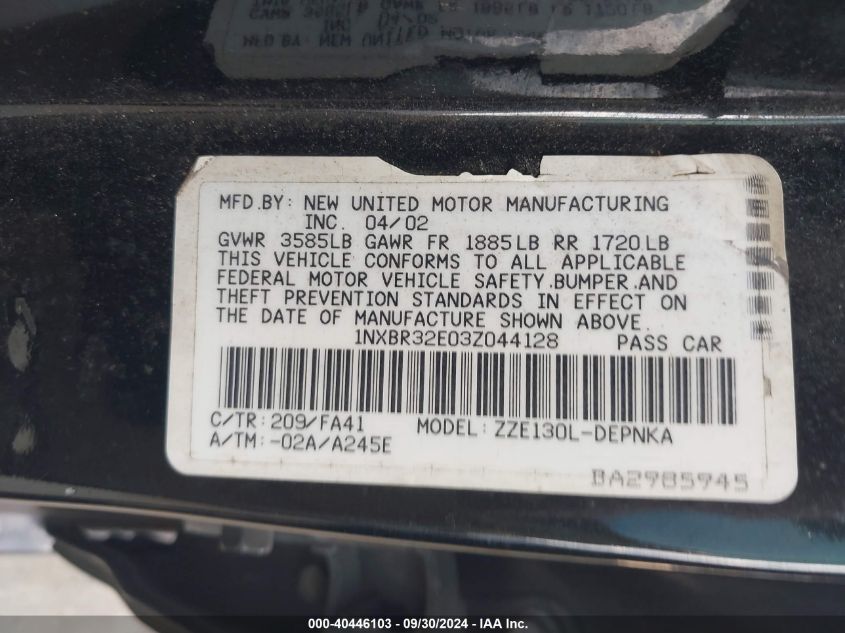 MFD.BY: NEW UNITED MOTOR MANUFACTURING
INC. 04/02
GVWR 3585LB GAWR FR 1885LB RR 1720LB
THIS VEHICLE CONFORMS TO ALL APPLICABLE
FEDERAL MOTOR VEHICLE SAFETY,BUMPER,AND
THEFT PREVENTION STANDARDS IN EFFECT ON
THE DATE OF MANUFACTURE SHOWN ABOVE.
1NXBR32E03Z044128 PASS CAR
C/TR: 209/FA41 MODEL: ZZE130L-DEPNKA
A/TM: -02A/A245E
BA2985945
000-40446103 - 09/30/2024 - IAA Inc.